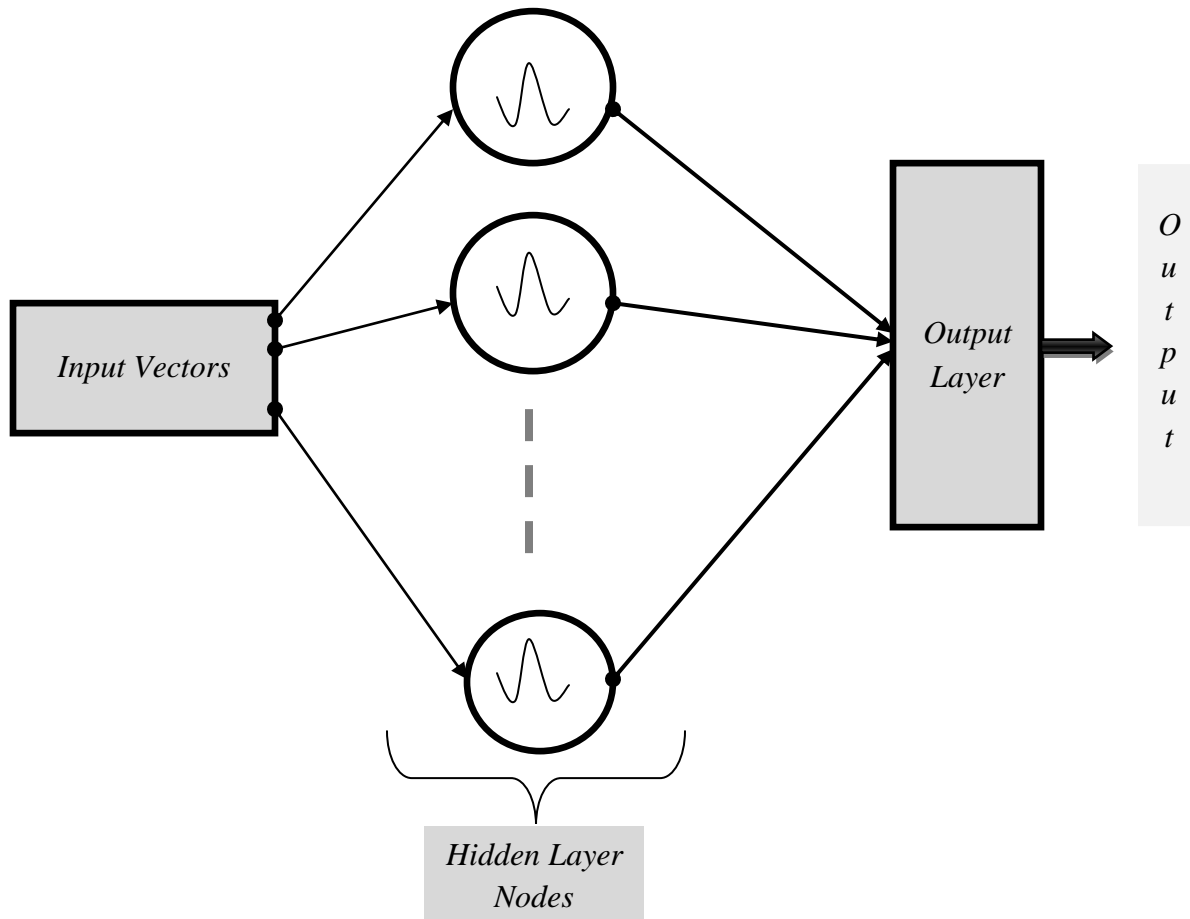 Input Vectors
Output
Layer
O
u
t
p
u
t
Hidden Layer
Nodes